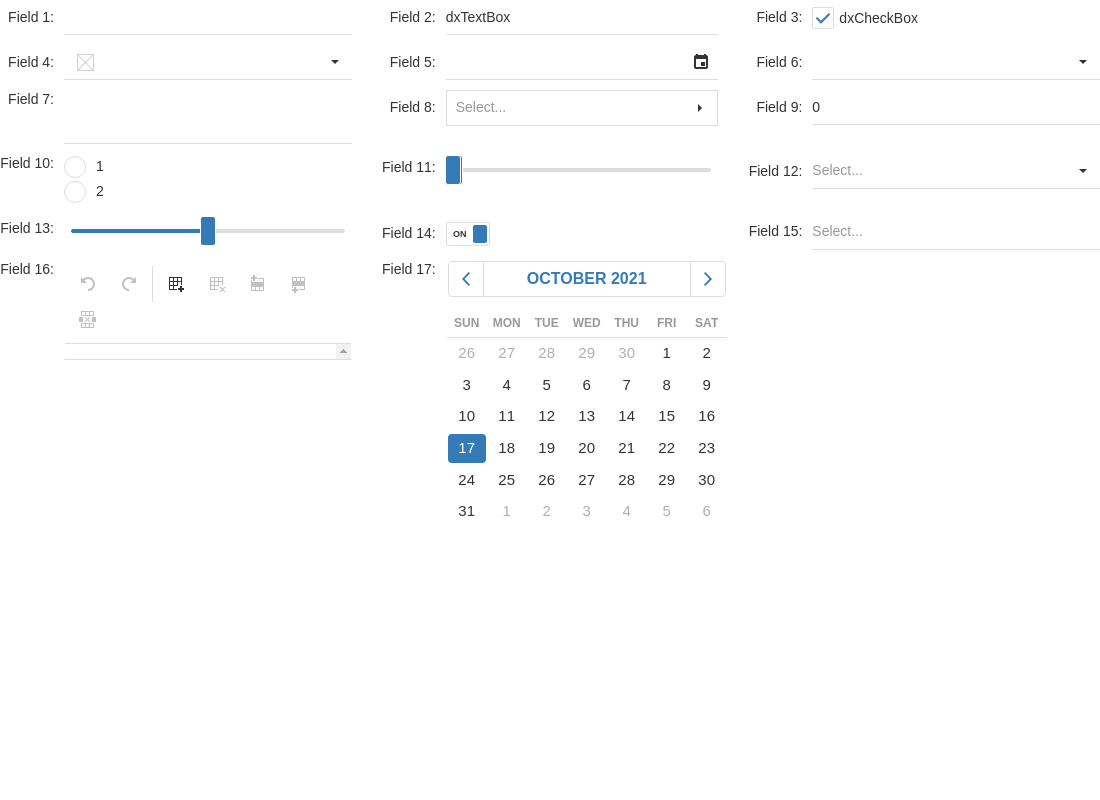 Field 1:
Field 2: dxTextBox
Field 3: dxCheckBox
Field 4:
Field 5:
Field 6:
Field 7:
Field 8: Select...
Field 9: 0
Field 10: 1
2
Field 11:
Field 12: Select...
Field 13:
Field 14: ON
Field 15: Select...
Field 16:
Field 17: OCTOBER 2021
SUN MON TUE WED THU FRI SAT
26 27 28 29 30 1 2
3 4 5 6 7 8 9
10 11 12 13 14 15 16
17 18 19 20 21 22 23
24 25 26 27 28 29 30
31 1 2 3 4 5 6